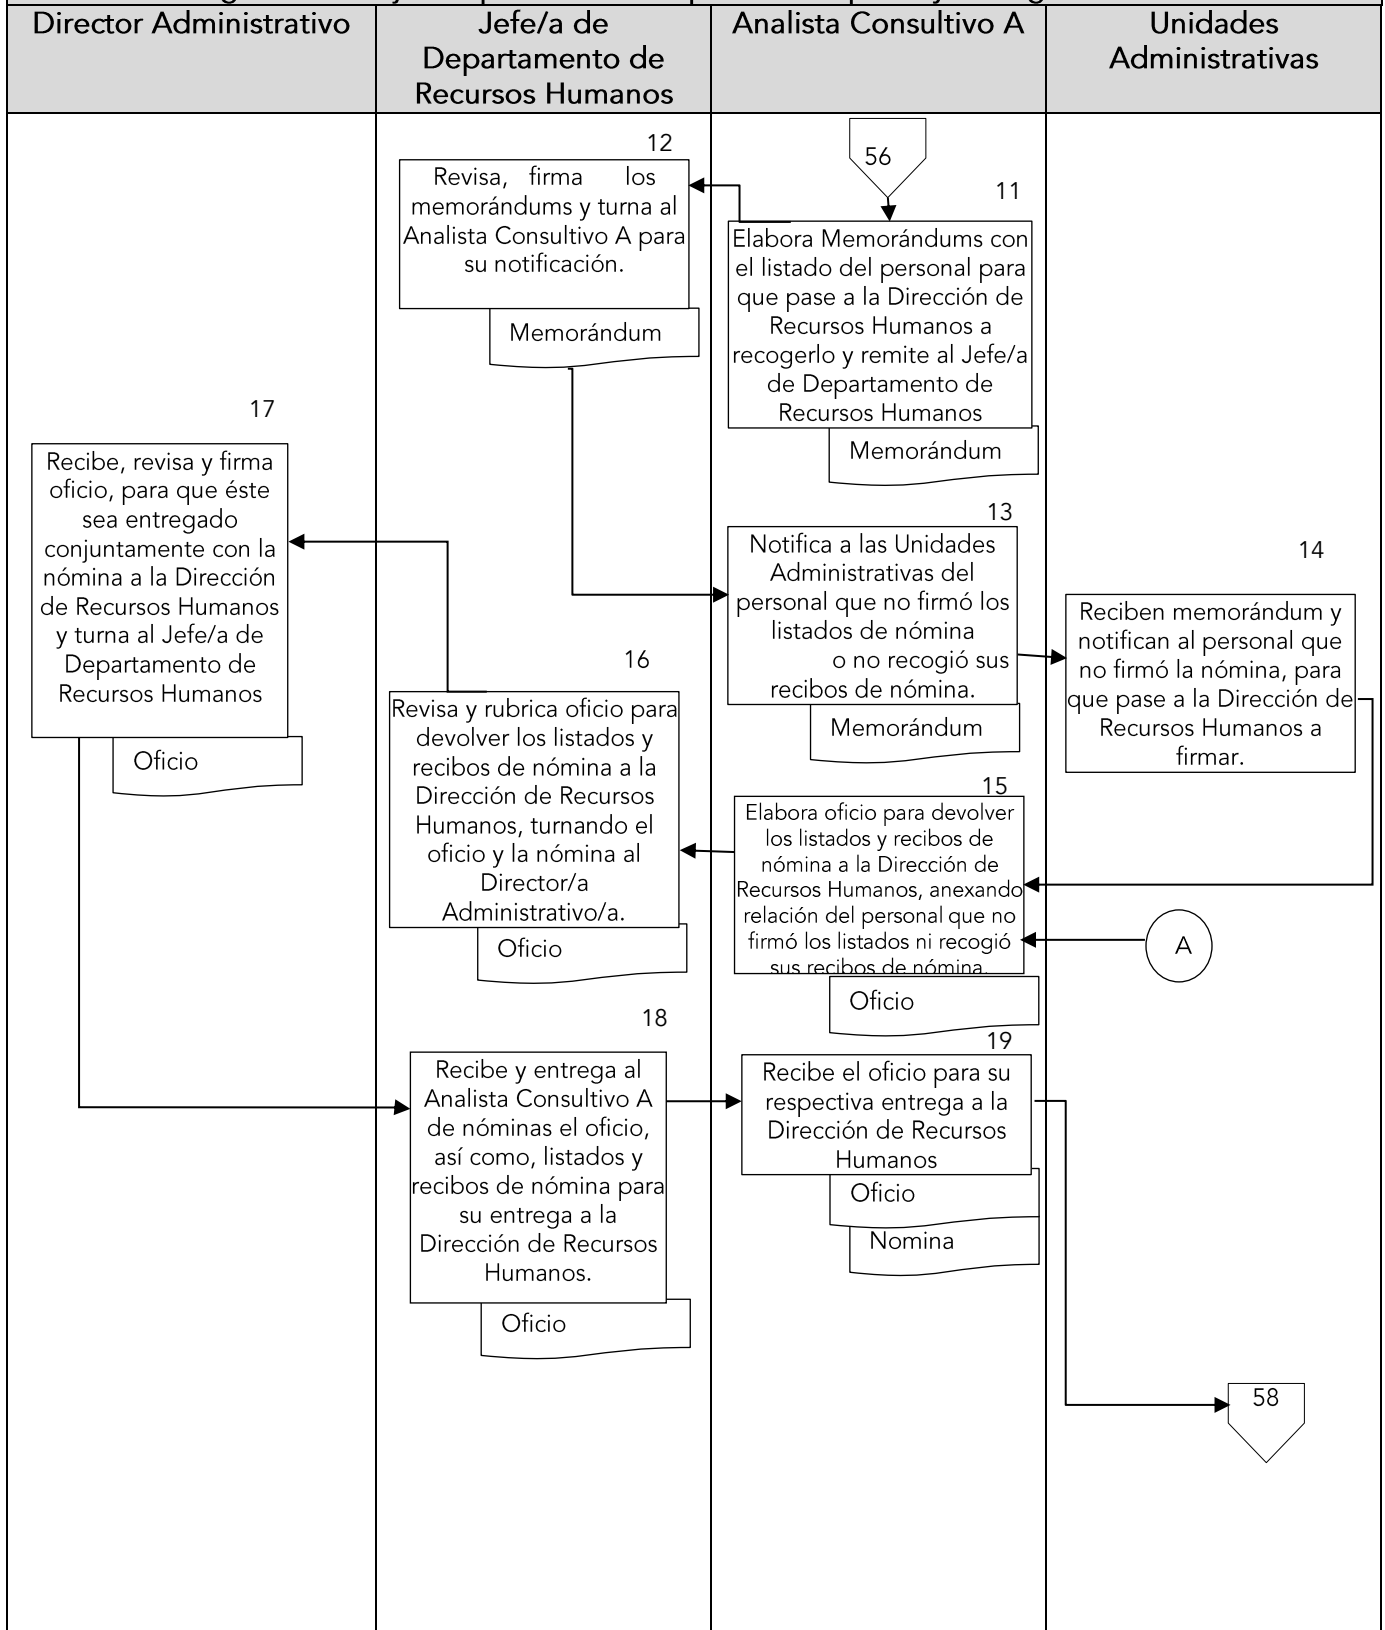 Director Administrativo
Jefe/a de
Departamento de
Recursos Humanos
Analista Consultivo A
Unidades
Administrativas
56
11
Elabora Memorándums con
el listado del personal para
que pase a la Dirección de
Recursos Humanos a
recogerlo y remite al Jefe/a
de Departamento de
Recursos Humanos
Memorándum
12
Revisa, firma los
memorándums y turna al
Analista Consultivo A para
su notificación.
Memorándum
13
Notifica a las Unidades
Administrativas del
personal que no firmó los
listados de nómina
o no recogió sus
recibos de nómina.
Memorándum
14
Reciben memorándum y
notifican al personal que
no firmó la nómina, para
que pase a la Dirección de
Recursos Humanos a
firmar.
15
Elabora oficio para devolver
los listados y recibos de
nómina a la Dirección de
Recursos Humanos, anexando
relación del personal que no
firmó los listados ni recogió
sus recibos de nómina.
Oficio
A
16
Revisa y rubrica oficio para
devolver los listados y
recibos de nómina a la
Dirección de Recursos
Humanos, turnando el
oficio y la nómina al
Director/a
Administrativo/a.
Oficio
17
Recibe, revisa y firma
oficio, para que éste
sea entregado
conjuntamente con la
nómina a la Dirección
de Recursos Humanos
y turna al Jefe/a de
Departamento de
Recursos Humanos
Oficio
18
Recibe y entrega al
Analista Consultivo A
de nóminas el oficio,
así como, listados y
recibos de nómina para
su entrega a la
Dirección de Recursos
Humanos.
Oficio
19
Recibe el oficio para su
respectiva entrega a la
Dirección de Recursos
Humanos
Oficio
Nomina
58